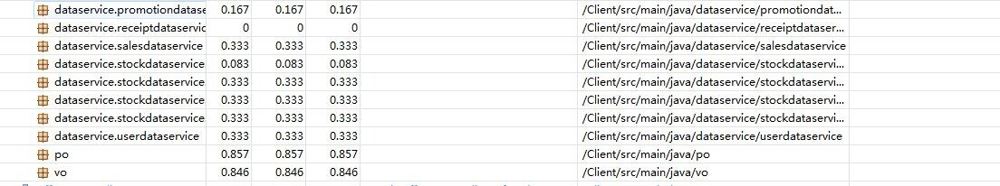 dataservice.promotiondatase 0.167 0.167 0.167 /Client/src/main/java/dataservice/promotiondat...
dataservice.receiptdataservic 0 0 0 /Client/src/main/java/dataservice/receiptdataser...
dataservice.salesdataservice 0.333 0.333 0.333 /Client/src/main/java/dataservice/salesdataservice
dataservice.stockdataservice 0.083 0.083 0.083 /Client/src/main/java/dataservice/stockdataservi...
dataservice.stockdataservice 0.333 0.333 0.333 /Client/src/main/java/dataservice/stockdataservi...
dataservice.stockdataservice 0.333 0.333 0.333 /Client/src/main/java/dataservice/stockdataservi...
dataservice.stockdataservice 0.333 0.333 0.333 /Client/src/main/java/dataservice/stockdataservi...
dataservice.userdataservice 0.333 0.333 0.333 /Client/src/main/java/dataservice/userdataservice
po 0.857 0.857 0.857 /Client/src/main/java/po
vo 0.846 0.846 0.846 /Client/src/main/java/vo